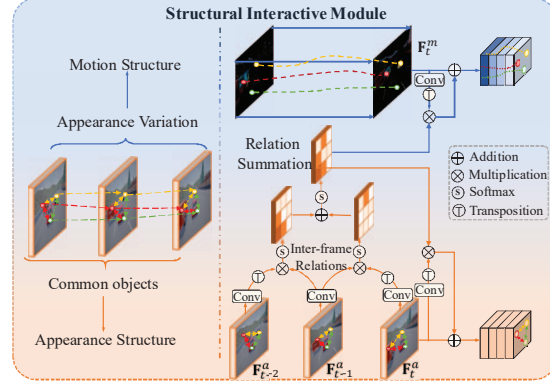 Structural Interactive Module
Motion Structure
Appearance Variation
Common objects
Appearance Structure
F_t^m
Conv
T
Relation
Summation
S
Addition
Multiplication
S Softmax
T Transposition
Inter-frame
Relations
S
S
T
T
T
Conv
Conv
Conv
Conv
F_{t-2}^a
F_{t-1}^a
F_t^a